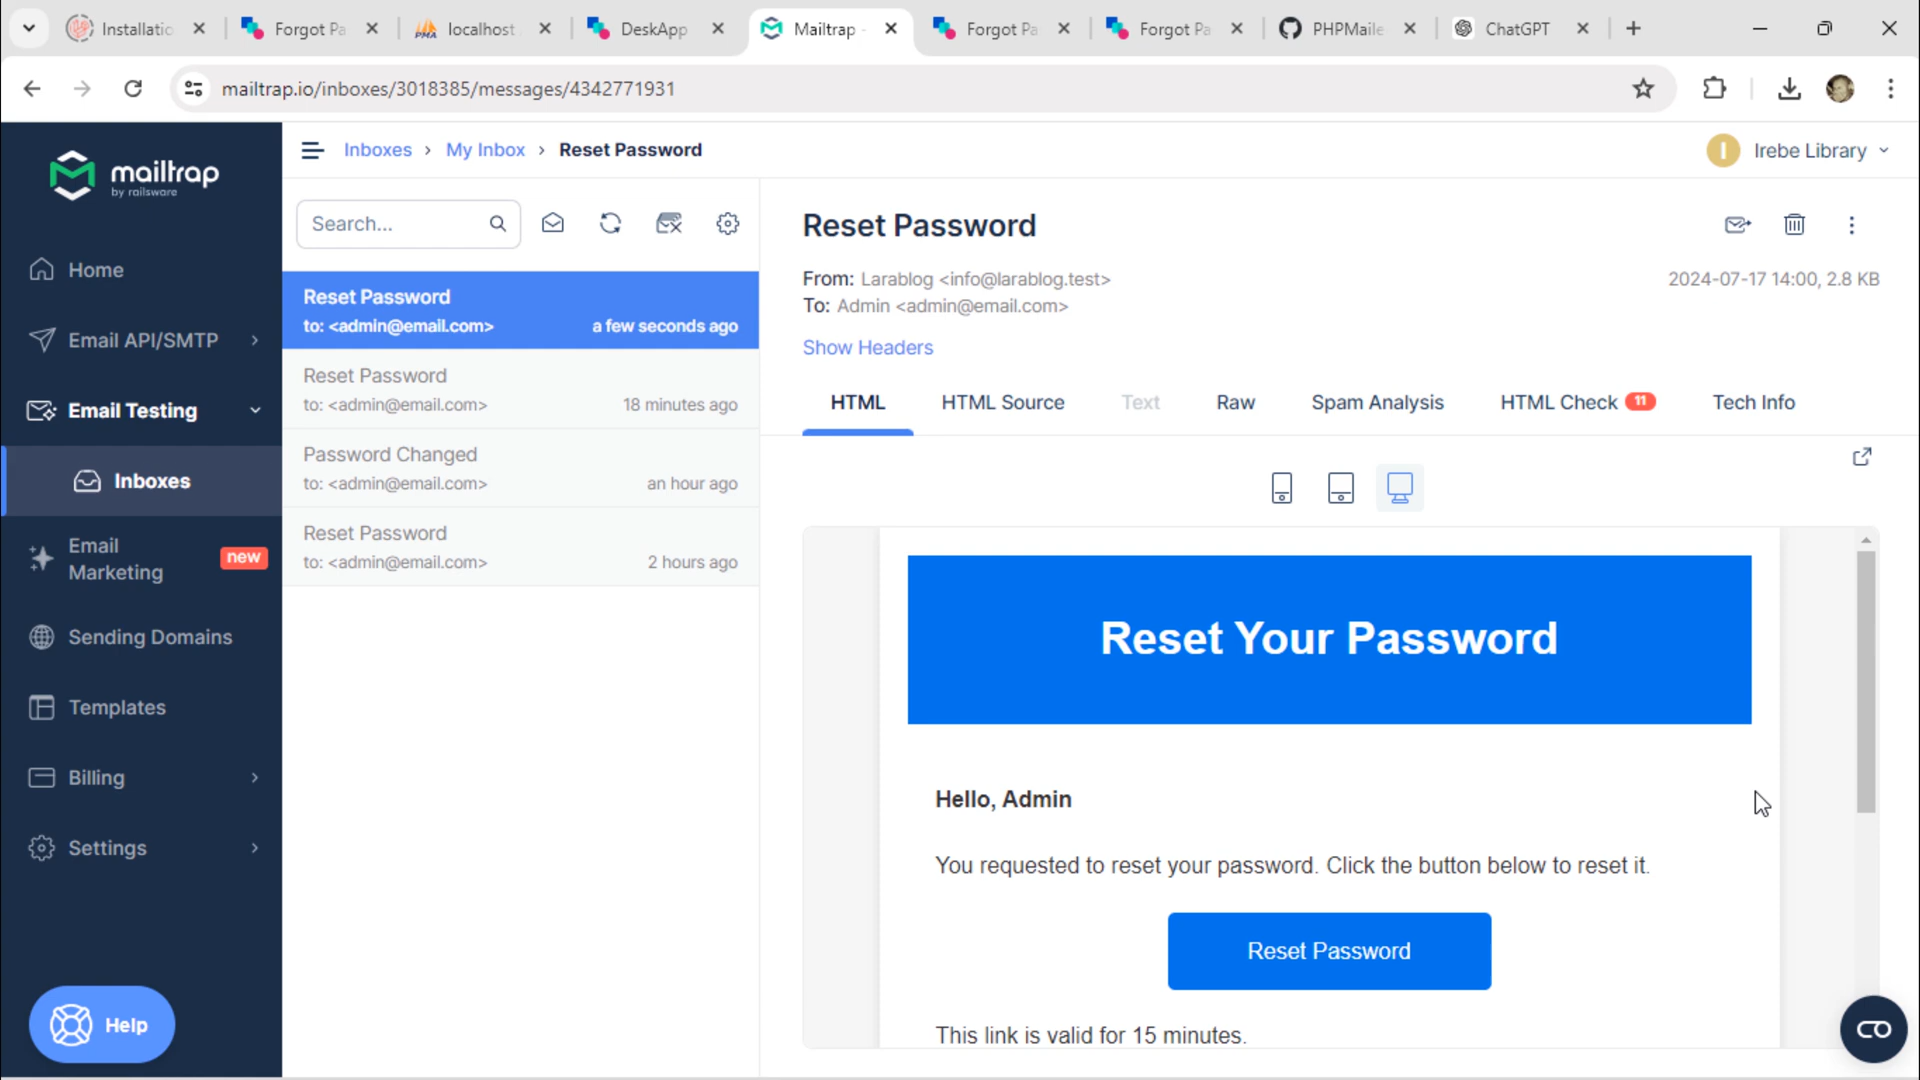 Installatio
Forgot Pa
localhost
DeskApp
Mailtrap -
Forgot Pa
Forgot Pa
PHPMaile
ChatGPT
mailtrap.io/inboxes/3018385/messages/4342771931
mailtrap
by railsware
Inboxes › My Inbox › Reset Password
I
Irebe Library
Home
Email API/SMTP
Email Testing
Inboxes
Email
Marketing
new
Sending Domains
Templates
Billing
Settings
Help
Search...
Reset Password
to: <admin@email.com>
a few seconds ago
Reset Password
to: <admin@email.com>
18 minutes ago
Password Changed
to: <admin@email.com>
an hour ago
Reset Password
to: <admin@email.com>
2 hours ago
Reset Password
From: Larablog <info@larablog.test>
2024-07-17 14:00, 2.8 KB
To: Admin <admin@email.com>
Show Headers
HTML
HTML Source
Text
Raw
Spam Analysis
HTML Check 11
Tech Info
Reset Your Password
Hello, Admin
You requested to reset your password. Click the button below to reset it.
Reset Password
This link is valid for 15 minutes.